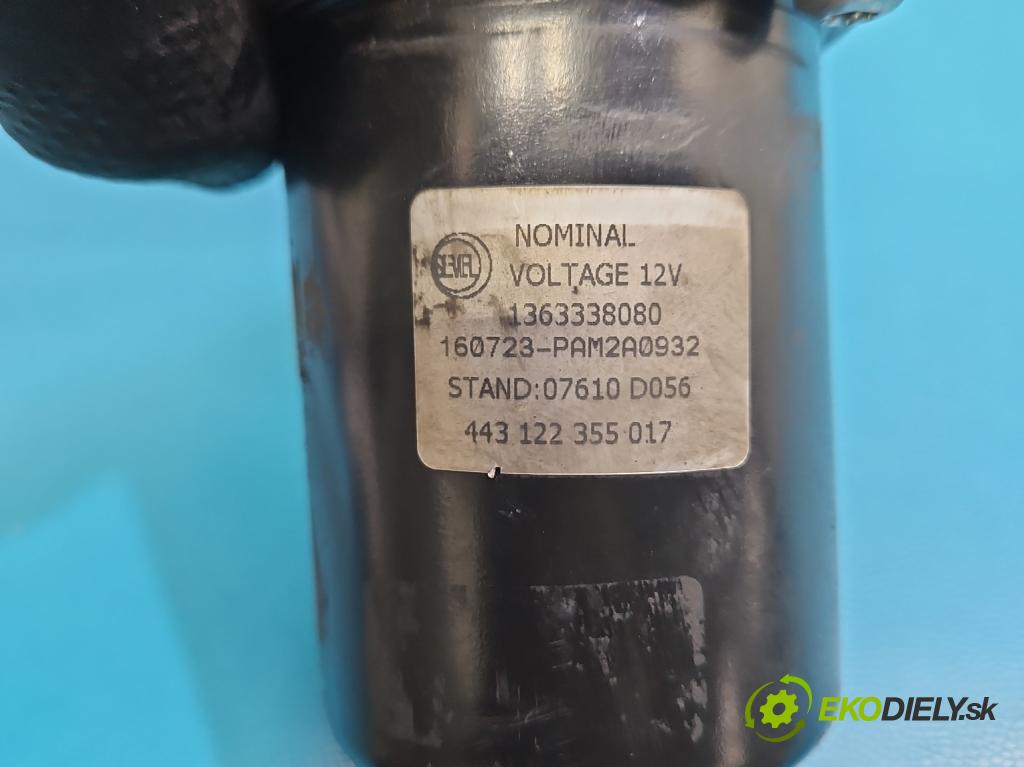 SEVEL
NOMINAL
VOLTAGE 12V
1363338080
160723-PAM2A0932
STAND:07610 D056
443 122 355 017
EKODIELY.sk